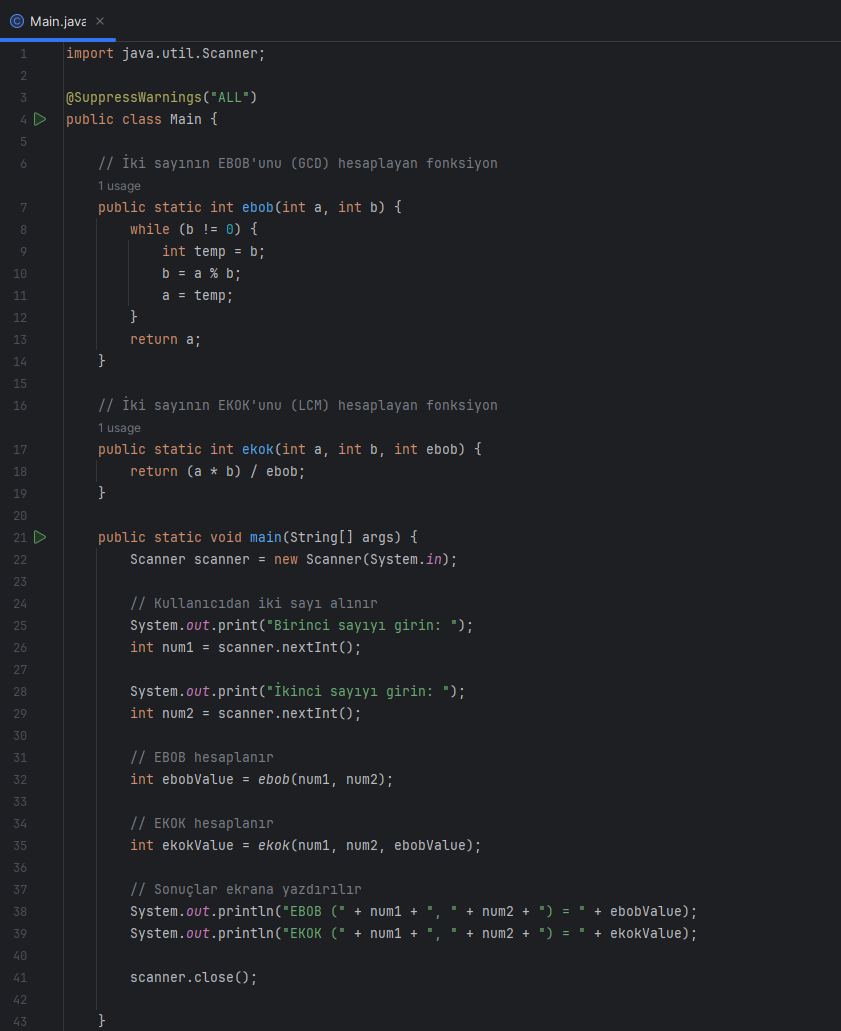 Main.java
1 import java.util.Scanner;
2
3 @SuppressWarnings("ALL")
4 public class Main {
5
6 // İki sayının EBOB'unu (GCD) hesaplayan fonksiyon
1 usage
7 public static int ebob(int a, int b) {
8 while (b != 0) {
9 int temp = b;
10 b = a % b;
11 a = temp;
12 }
13 return a;
14 }
15
16 // İki sayının EKOK'unu (LCM) hesaplayan fonksiyon
1 usage
17 public static int ekok(int a, int b, int ebob) {
18 return (a * b) / ebob;
19 }
20
21 public static void main(String[] args) {
22 Scanner scanner = new Scanner(System.in);
23
24 // Kullanıcıdan iki sayı alınır
25 System.out.print("Birinci sayıyı girin: ");
26 int num1 = scanner.nextInt();
27
28 System.out.print("İkinci sayıyı girin: ");
29 int num2 = scanner.nextInt();
30
31 // EBOB hesaplanır
32 int ebobValue = ebob(num1, num2);
33
34 // EKOK hesaplanır
35 int ekokValue = ekok(num1, num2, ebobValue);
36
37 // Sonuçlar ekrana yazdırılır
38 System.out.println("EBOB (" + num1 + ", " + num2 + ") = " + ebobValue);
39 System.out.println("EKOK (" + num1 + ", " + num2 + ") = " + ekokValue);
40
41 scanner.close();
42
43 }